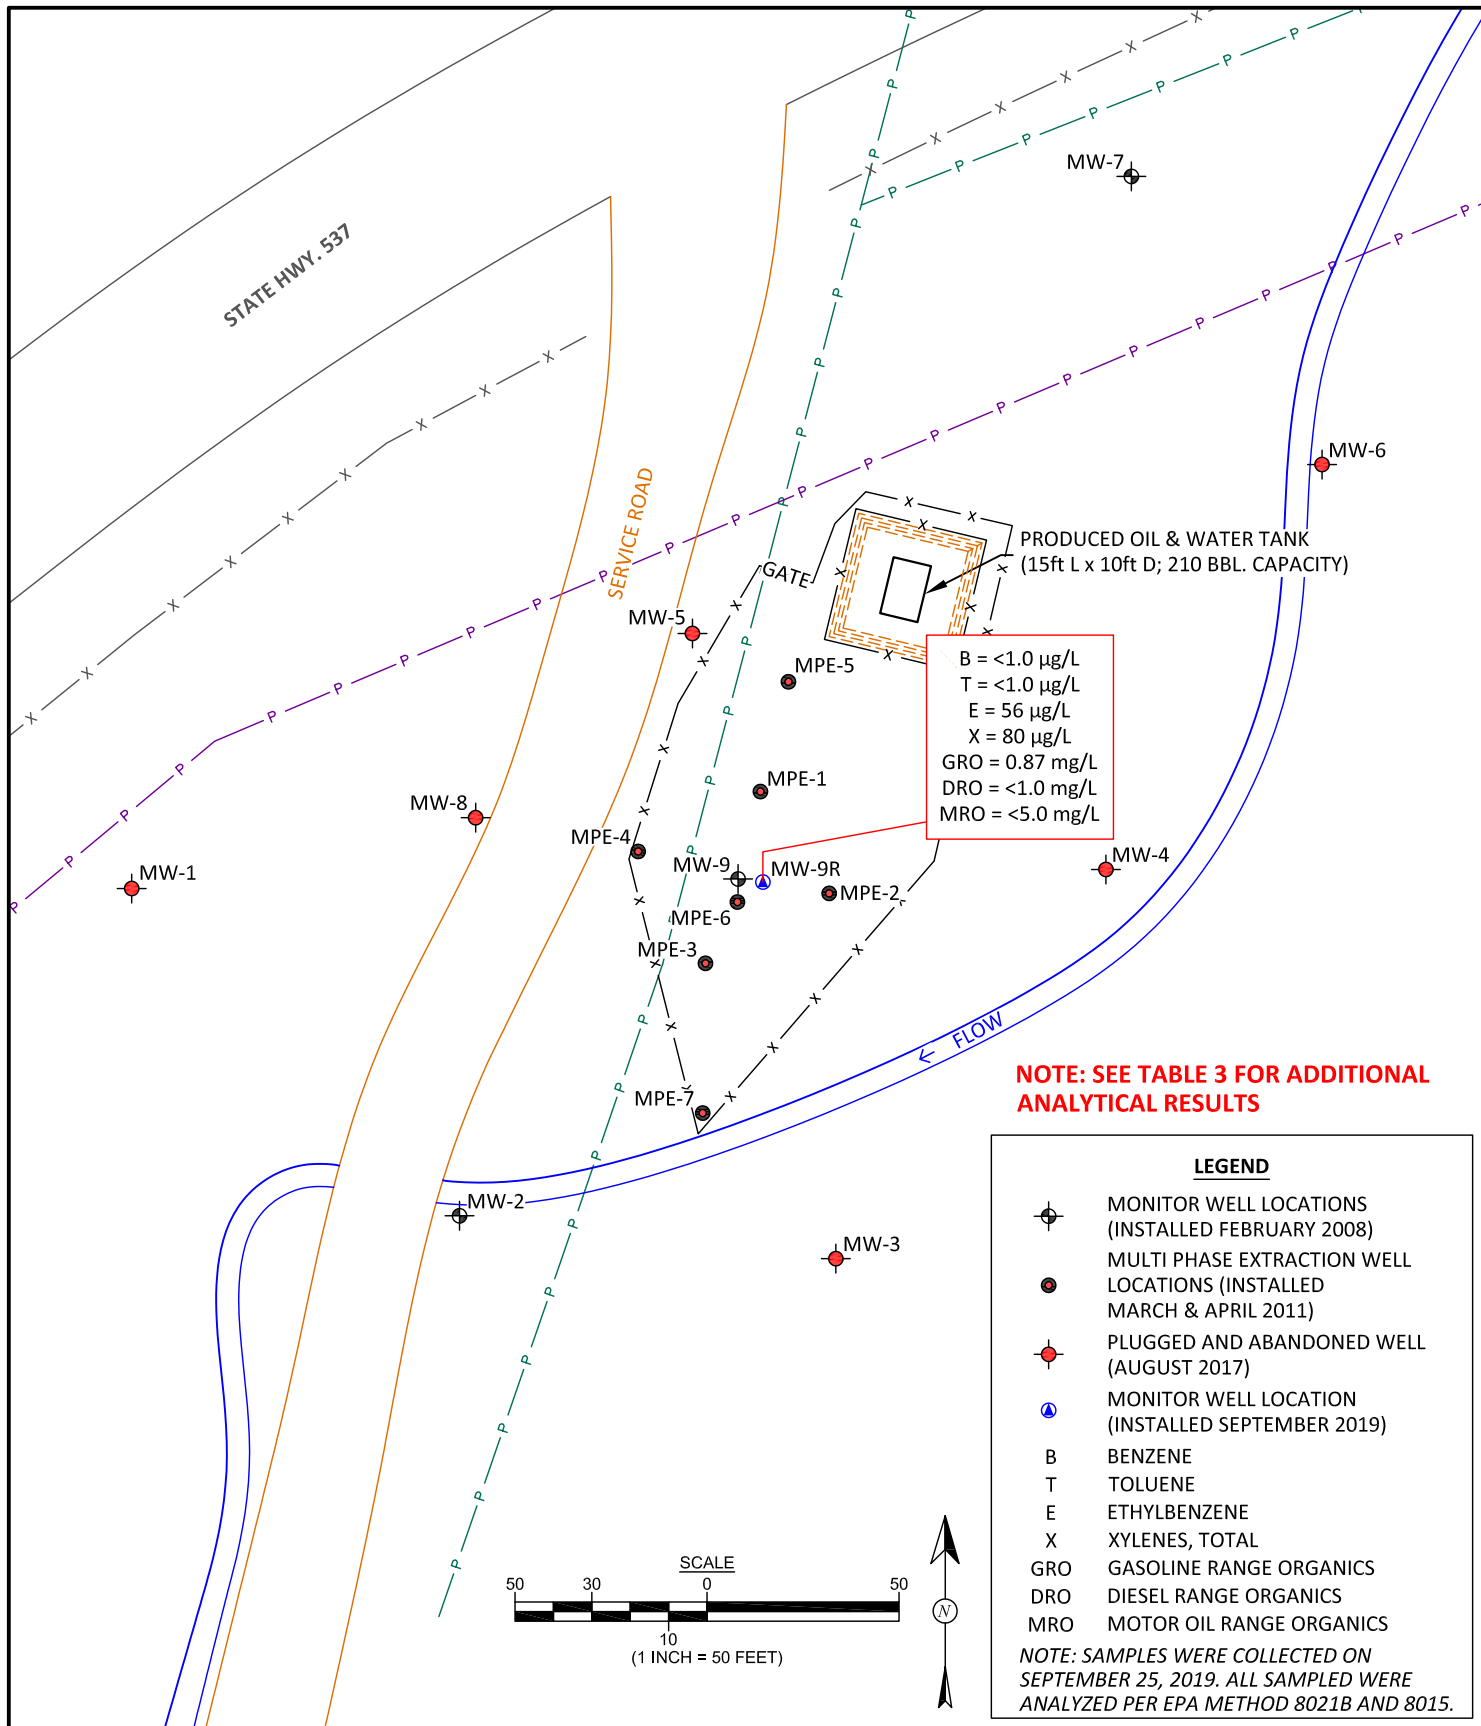 MW-7
STATE HWY. 537
MW-6
SERVICE ROAD
PRODUCED OIL & WATER TANK
(15ft L x 10ft D; 210 BBL. CAPACITY)
GATE
MW-5
B = <1.0 µg/L
T = <1.0 µg/L
E = 56 µg/L
X = 80 µg/L
GRO = 0.87 mg/L
DRO = <1.0 mg/L
MRO = <5.0 mg/L
MPE-5
MPE-1
MW-8
MPE-4
MW-4
MW-1
MW-9
MW-9R
MPE-2
MPE-6
MPE-3
← FLOW
NOTE: SEE TABLE 3 FOR ADDITIONAL
ANALYTICAL RESULTS
MPE-7
MW-2
MW-3
LEGEND
MONITOR WELL LOCATIONS
(INSTALLED FEBRUARY 2008)
MULTI PHASE EXTRACTION WELL
LOCATIONS (INSTALLED
MARCH & APRIL 2011)
PLUGGED AND ABANDONED WELL
(AUGUST 2017)
MONITOR WELL LOCATION
(INSTALLED SEPTEMBER 2019)
B BENZENE
T TOLUENE
E ETHYLBENZENE
X XYLENES, TOTAL
GRO GASOLINE RANGE ORGANICS
DRO DIESEL RANGE ORGANICS
MRO MOTOR OIL RANGE ORGANICS
NOTE: SAMPLES WERE COLLECTED ON
SEPTEMBER 25, 2019. ALL SAMPLED WERE
ANALYZED PER EPA METHOD 8021B AND 8015.
SCALE
50 30 0 50
10
(1 INCH = 50 FEET)
N